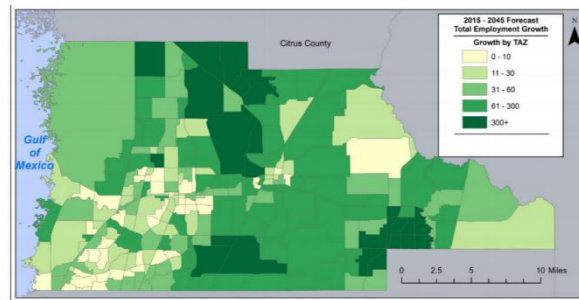 2015 - 2045 Forecast
Total Employment Growth
Growth by TAZ
0 - 10
11 - 30
31 - 60
61 - 300
300+
N
Citrus County
Gulf
of
Mexico
0 2.5 5 10 Miles